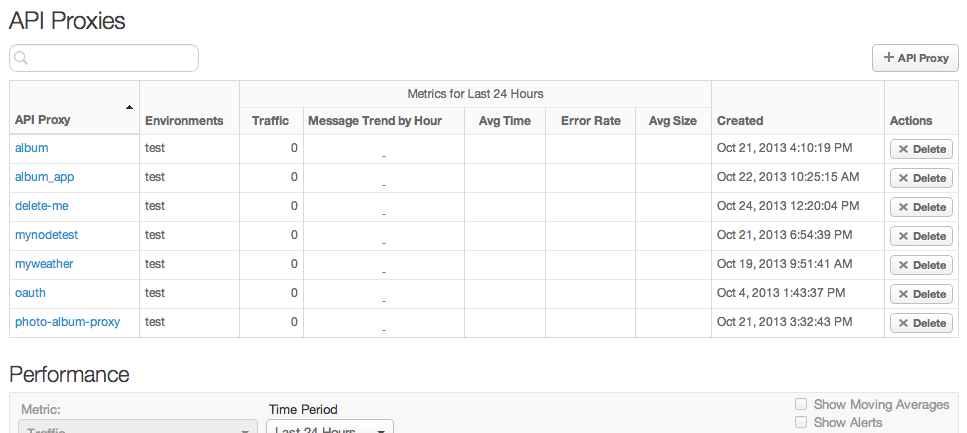 API Proxies
+ API Proxy
Metrics for Last 24 Hours
API Proxy Environments Traffic Message Trend by Hour Avg Time Error Rate Avg Size Created Actions
album test 0 - Oct 21, 2013 4:10:19 PM × Delete
album_app test 0 - Oct 22, 2013 10:25:15 AM × Delete
delete-me test 0 - Oct 24, 2013 12:20:04 PM × Delete
mynodetest test 0 - Oct 21, 2013 6:54:39 PM × Delete
myweather test 0 - Oct 19, 2013 9:51:41 AM × Delete
oauth test 0 - Oct 4, 2013 1:43:37 PM × Delete
photo-album-proxy test 0 - Oct 21, 2013 3:32:43 PM × Delete
Performance
Metric: Time Period Show Moving Averages
Traffic Last 24 Hours Show Alerts